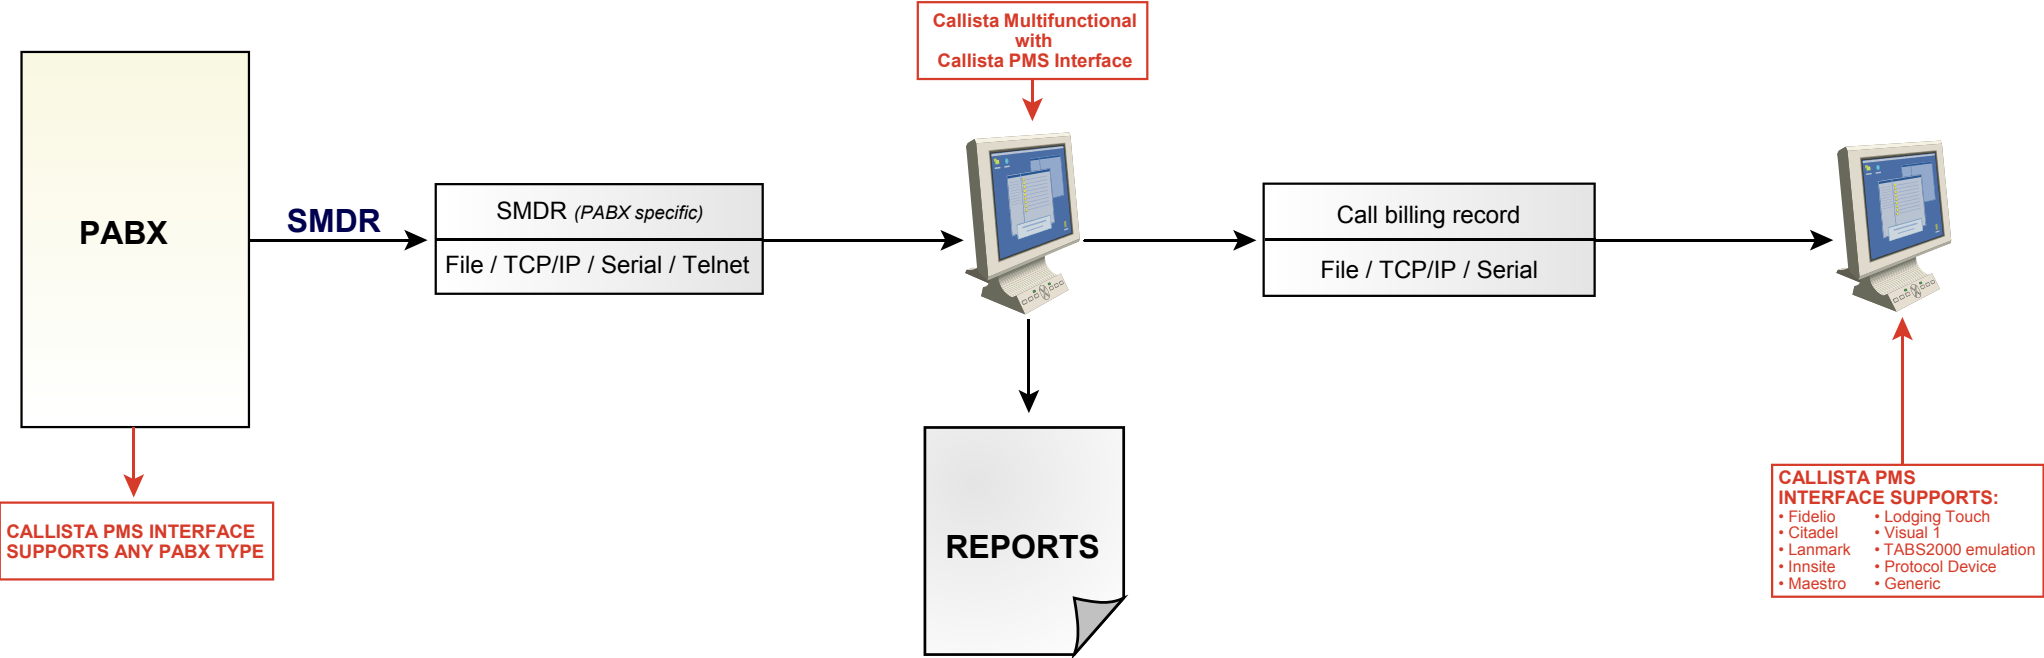 Callista Multifunctional
with
Callista PMS Interface
PABX
SMDR
SMDR (PABX specific)
File / TCP/IP / Serial / Telnet
Call billing record
File / TCP/IP / Serial
REPORTS
CALLISTA PMS INTERFACE
SUPPORTS ANY PABX TYPE
CALLISTA PMS
INTERFACE SUPPORTS:
• Fidelio
• Citadel
• Lanmark
• Innsite
• Maestro
• Lodging Touch
• Visual 1
• TABS2000 emulation
• Protocol Device
• Generic